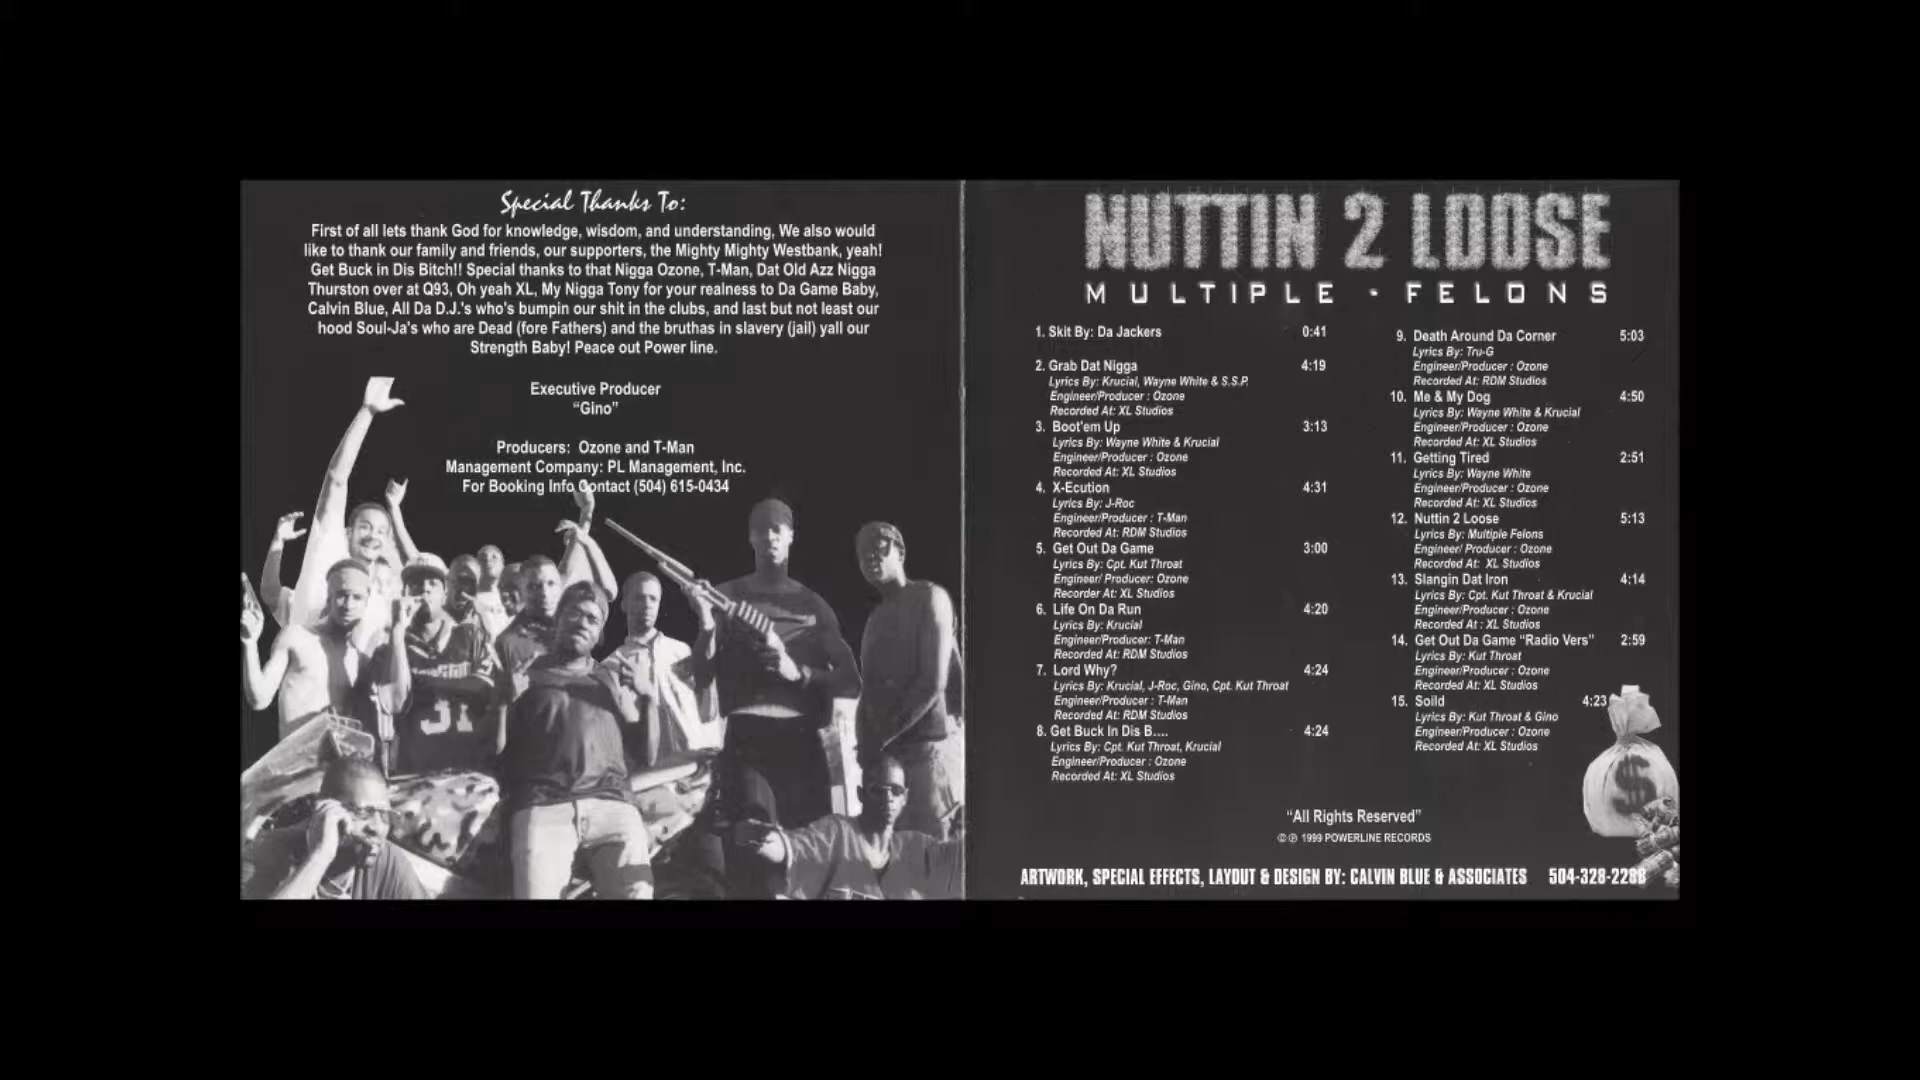 Special Thanks To:
First of all lets thank God for knowledge, wisdom, and understanding, We also would
like to thank our family and friends, our supporters, the Mighty Mighty Westbank, yeah!
Get Buck in Dis Bitch!! Special thanks to that Nigga Ozone, T-Man, Dat Old Azz Nigga
Thurston over at Q93, Oh yeah XL, My Nigga Tony for your realness to Da Game Baby,
Calvin Blue, All Da D.J.'s who's bumpin our shit in the clubs, and last but not least our
hood Soul-Ja's who are Dead (fore Fathers) and the bruthas in slavery (jail) yall our
Strength Baby! Peace out Power line.
Executive Producer
“Gino”
Producers: Ozone and T-Man
Management Company: PL Management, Inc.
For Booking Info Contact (504) 615-0434
31
NUTTIN 2 LOOSE
MULTIPLE - FELONS
1. Skit By: Da Jackers 0:41
2. Grab Dat Nigga 4:19
Lyrics By: Krucial, Wayne White & S.S.P.
Engineer/Producer : Ozone
Recorded At: XL Studios
3. Boot'em Up 3:13
Lyrics By: Wayne White & Krucial
Engineer/Producer : Ozone
Recorded At: XL Studios
4. X-Ecution 4:31
Lyrics By: J-Roc
Engineer/Producer : T-Man
Recorded At: RDM Studios
5. Get Out Da Game 3:00
Lyrics By: Cpt. Kut Throat
Engineer/ Producer: Ozone
Recorder At: XL Studios
6. Life On Da Run 4:20
Lyrics By: Krucial
Engineer/Producer: T-Man
Recorded At: RDM Studios
7. Lord Why? 4:24
Lyrics By: Krucial, J-Roc, Gino, Cpt. Kut Throat
Engineer/Producer : T-Man
Recorded At: RDM Studios
8. Get Buck In Dis B.... 4:24
Lyrics By: Cpt. Kut Throat, Krucial
Engineer/Producer : Ozone
Recorded At: XL Studios
9. Death Around Da Corner 5:03
Lyrics By: Tru-G
Engineer/Producer : Ozone
Recorded At: RDM Studios
10. Me & My Dog 4:50
Lyrics By: Wayne White & Krucial
Engineer/Producer : Ozone
Recorded At: XL Studios
11. Getting Tired 2:51
Lyrics By: Wayne White
Engineer/Producer : Ozone
Recorded At: XL Studios
12. Nuttin 2 Loose 5:13
Lyrics By: Multiple Felons
Engineer/ Producer : Ozone
Recorded At: XL Studios
13. Slangin Dat Iron 4:14
Lyrics By: Cpt. Kut Throat & Krucial
Engineer/Producer : Ozone
Recorded At : XL Studios
14. Get Out Da Game “Radio Vers” 2:59
Lyrics By: Kut Throat
Engineer/Producer : Ozone
Recorded At: XL Studios
15. Soild 4:23
Lyrics By: Kut Throat & Gino
Engineer/Producer : Ozone
Recorded At: XL Studios
$
“All Rights Reserved”
©℗ 1999 POWERLINE RECORDS
ARTWORK, SPECIAL EFFECTS, LAYOUT & DESIGN BY: CALVIN BLUE & ASSOCIATES 504-328-2288